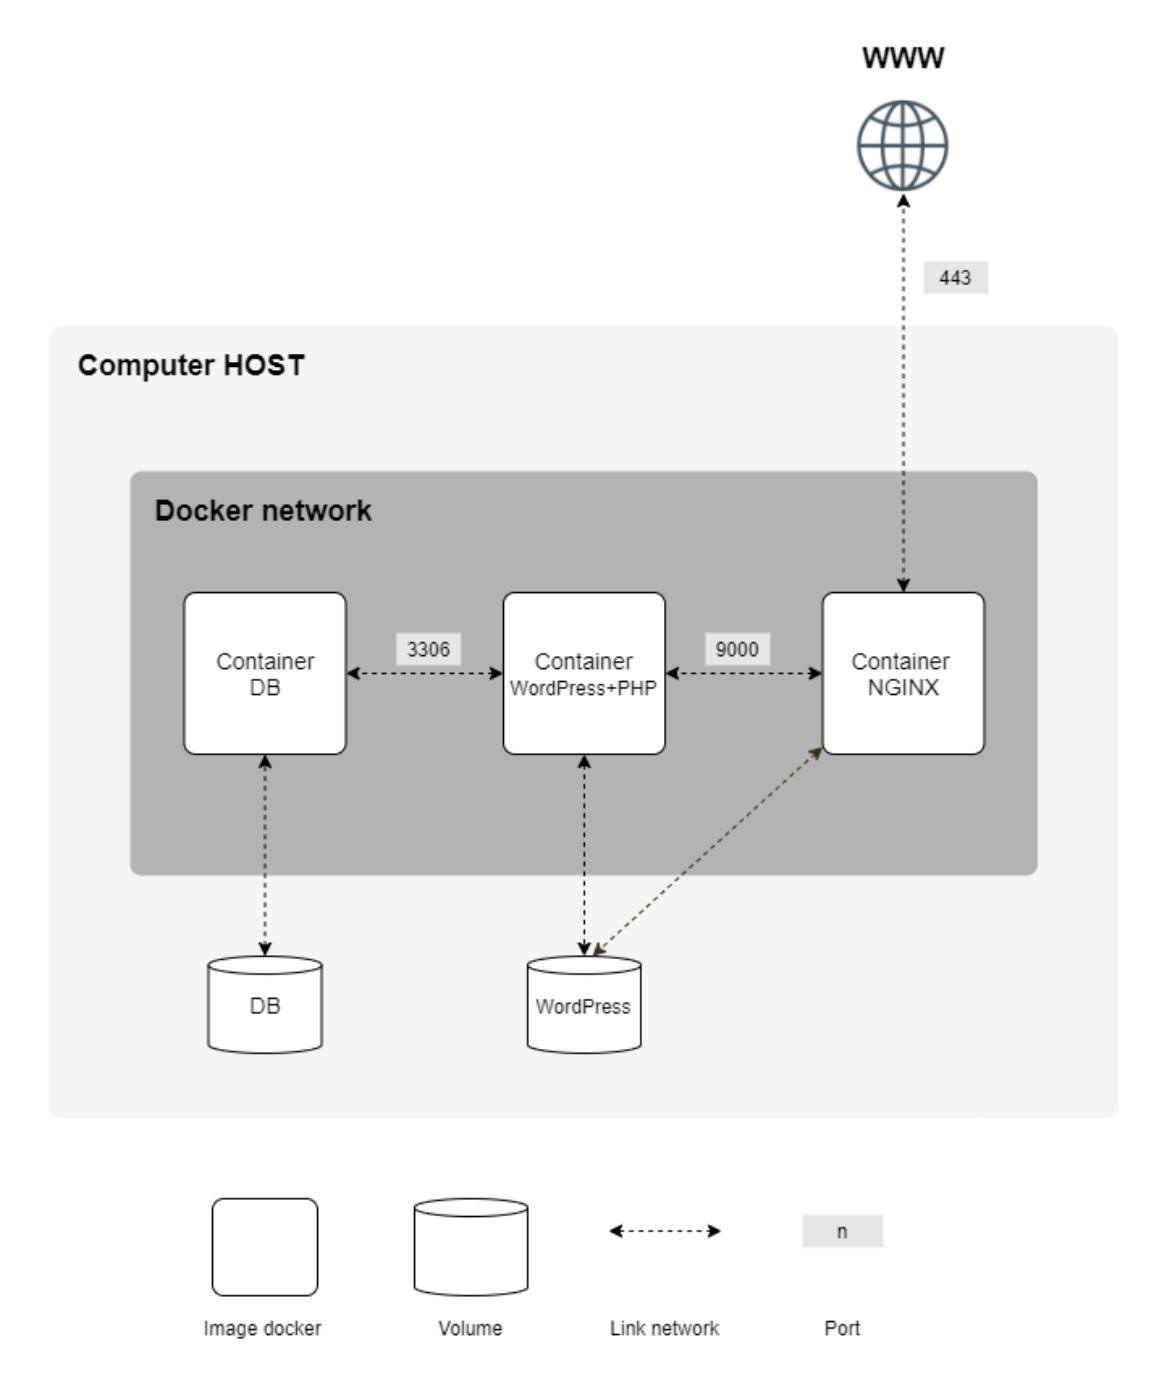 WWW
443
Computer HOST
Docker network
Container
DB
3306
Container
WordPress+PHP
9000
Container
NGINX
DB
WordPress
n
Image docker
Volume
Link network
Port